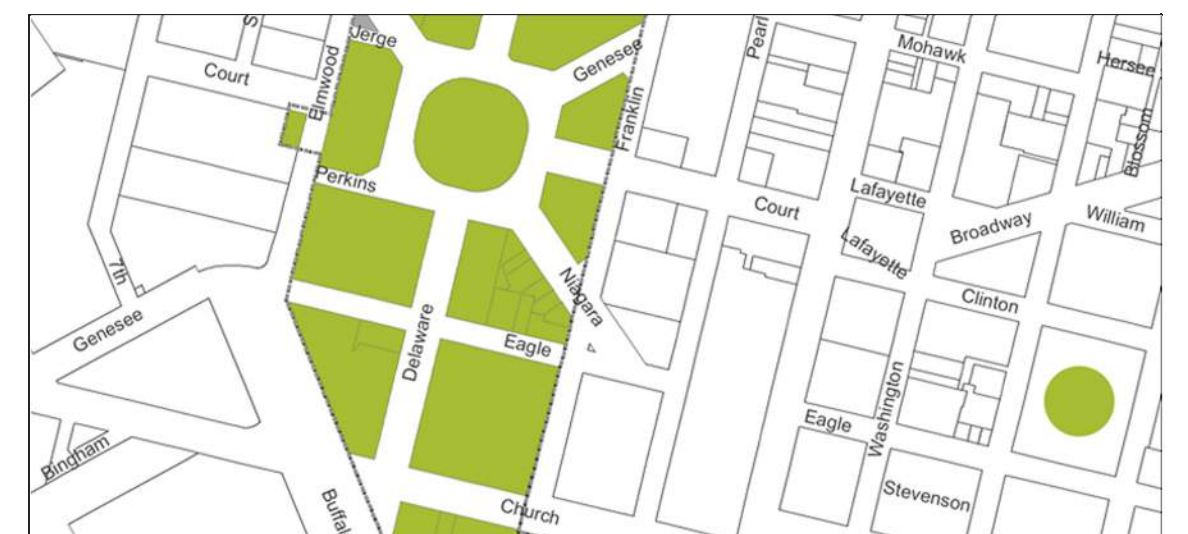 S
Pearl
Jerge
Mohawk
Genesee
Hersee
Court
Elmwood
Franklin
Blossom
Perkins
Lafayette
Court
William
Broadway
Lafayette
7th
Niagara
Clinton
Genesee
Eagle
Delaware
Washington
Eagle
Bingham
Stevenson
Church
Buffal